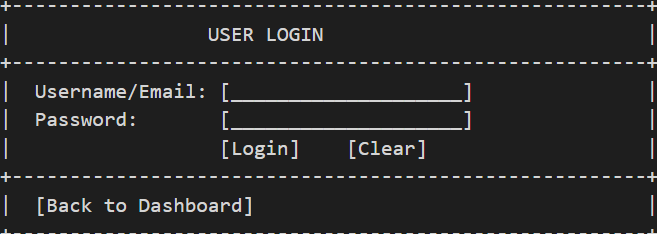 +------------------------------------------------------+
|                 USER LOGIN                            |
+------------------------------------------------------+
|  Username/Email: [____________________]               |
|  Password:       [____________________]               |
|                  [Login]    [Clear]                   |
+------------------------------------------------------+
|  [Back to Dashboard]                                  |
+------------------------------------------------------+